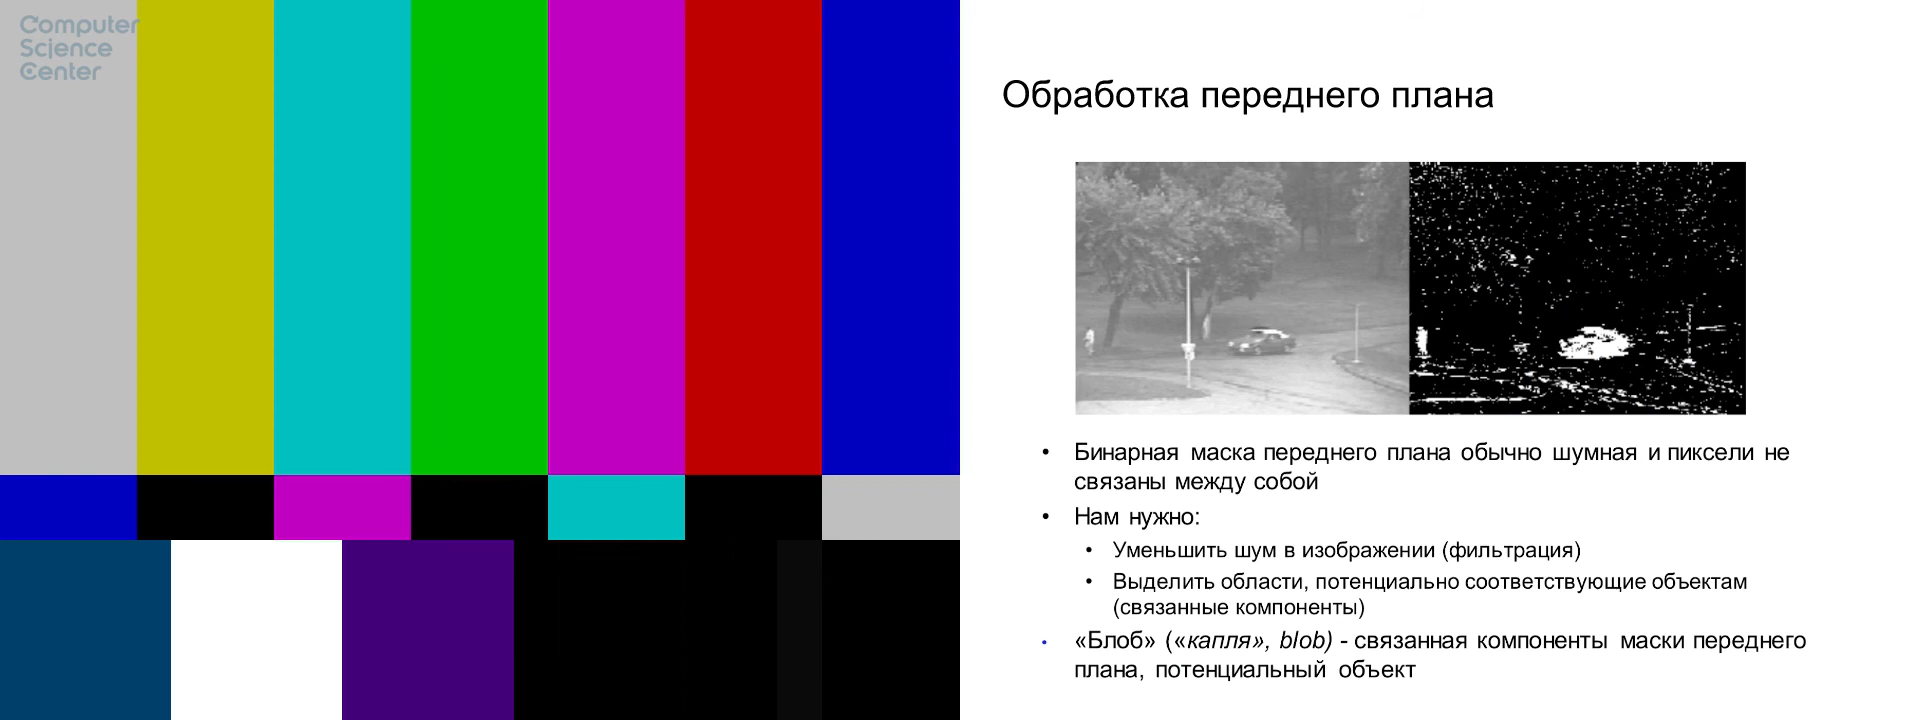 Computer
Science
Center
Обработка переднего плана
• Бинарная маска переднего плана обычно шумная и пиксели не
связаны между собой
• Нам нужно:
• Уменьшить шум в изображении (фильтрация)
• Выделить области, потенциально соответствующие объектам
(связанные компоненты)
• «Блоб» («капля», blob) - связанная компоненты маски переднего
плана, потенциальный объект